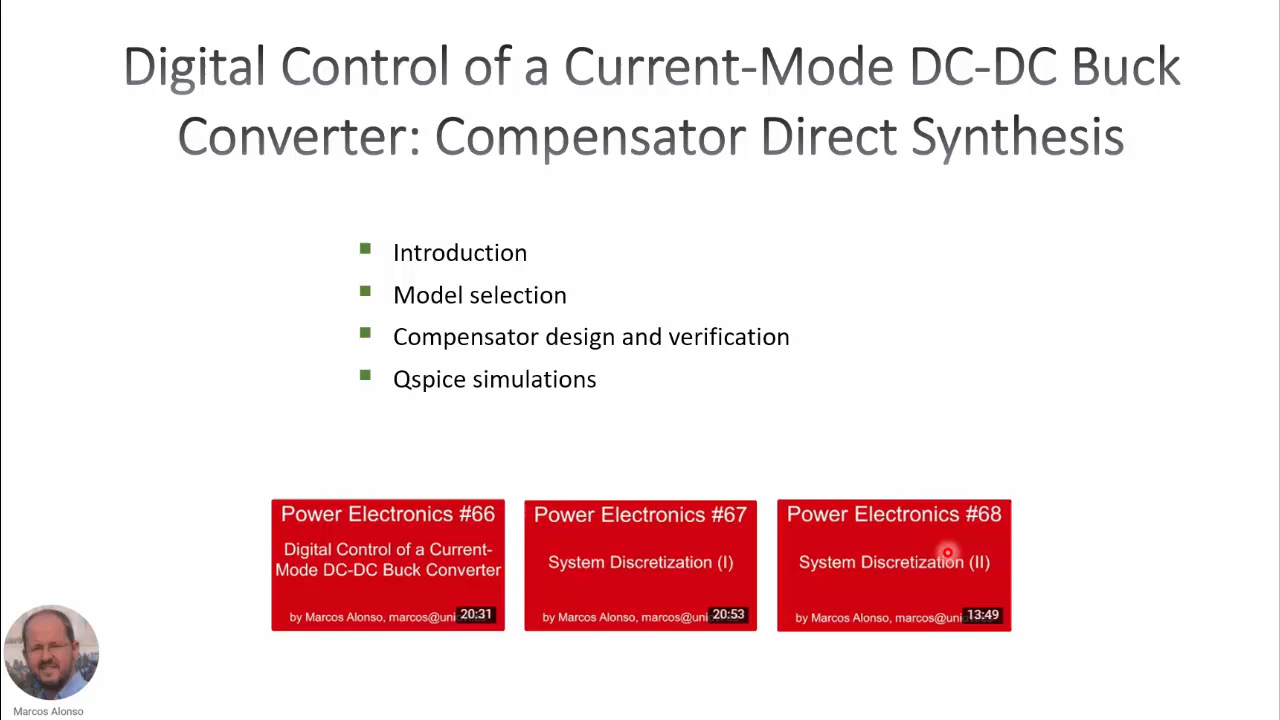 Digital Control of a Current-Mode DC-DC Buck
Converter: Compensator Direct Synthesis
Introduction
Model selection
Compensator design and verification
Qspice simulations
Power Electronics #66
Digital Control of a Current-
Mode DC-DC Buck Converter
by Marcos Alonso, marcos@uni
20:31
Power Electronics #67
System Discretization (I)
by Marcos Alonso, marcos@uni
20:53
Power Electronics #68
System Discretization (II)
by Marcos Alonso, marcos@uni
13:49
Marcos Alonso